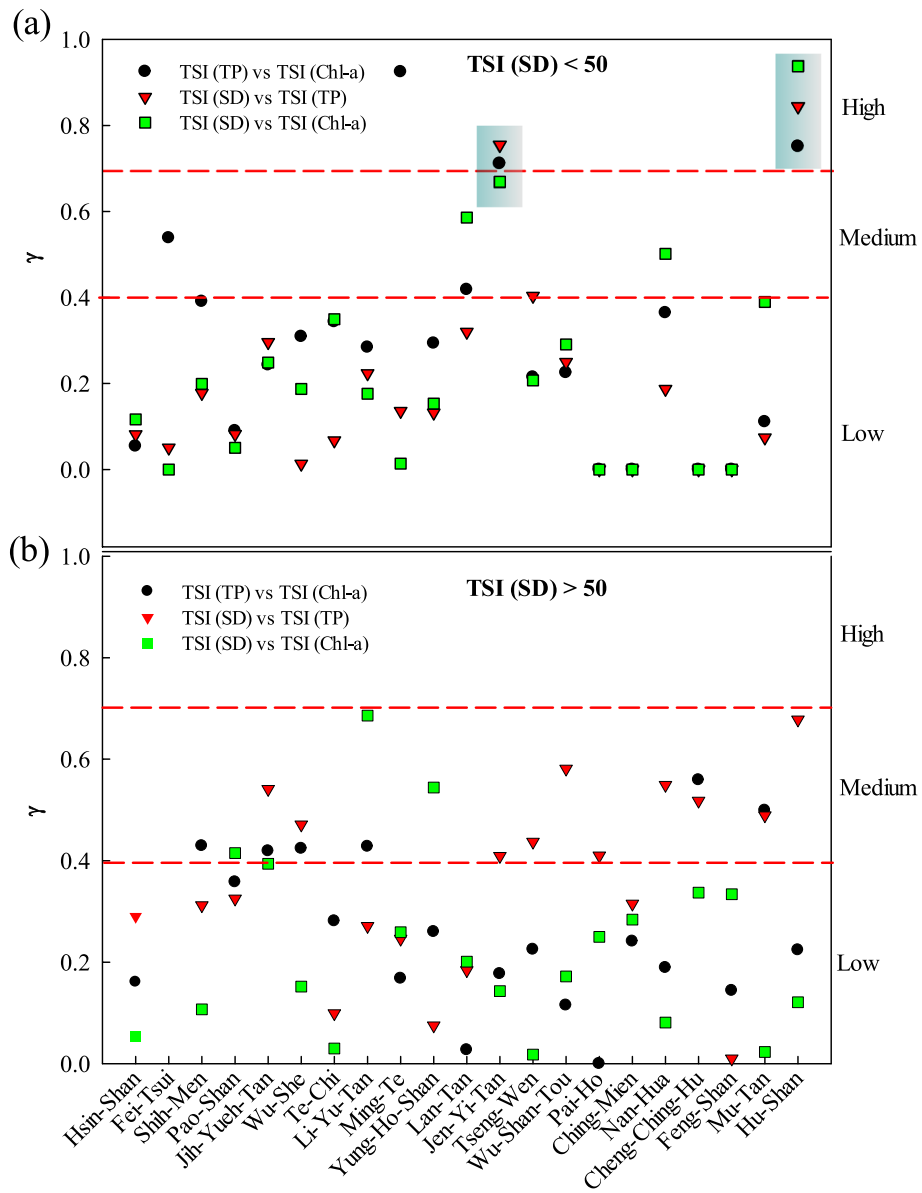 (a)
1.0
TSI (TP) vs TSI (Chl-a)
TSI (SD) < 50
TSI (SD) vs TSI (TP)
TSI (SD) vs TSI (Chl-a)
High
0.8
0.6
Medium
γ
0.4
0.2
Low
0.0
(b)
1.0
TSI (TP) vs TSI (Chl-a)
TSI (SD) > 50
TSI (SD) vs TSI (TP)
TSI (SD) vs TSI (Chl-a)
High
0.8
0.6
Medium
γ
0.4
0.2
Low
0.0
Hsin-Shan
Fei-Tsui
Shih-Men
Pao-Shan
Jih-Yueh-Tan
Wu-She
Te-Chi
Li-Yu-Tan
Ming-Te
Yung-Ho-Shan
Lan-Tan
Jen-Yi-Tan
Tseng-Wen
Wu-Shan-Tou
Pai-Ho
Ching-Mien
Nan-Hua
Cheng-Ching-Hu
Feng-Shan
Mu-Tan
Hu-Shan